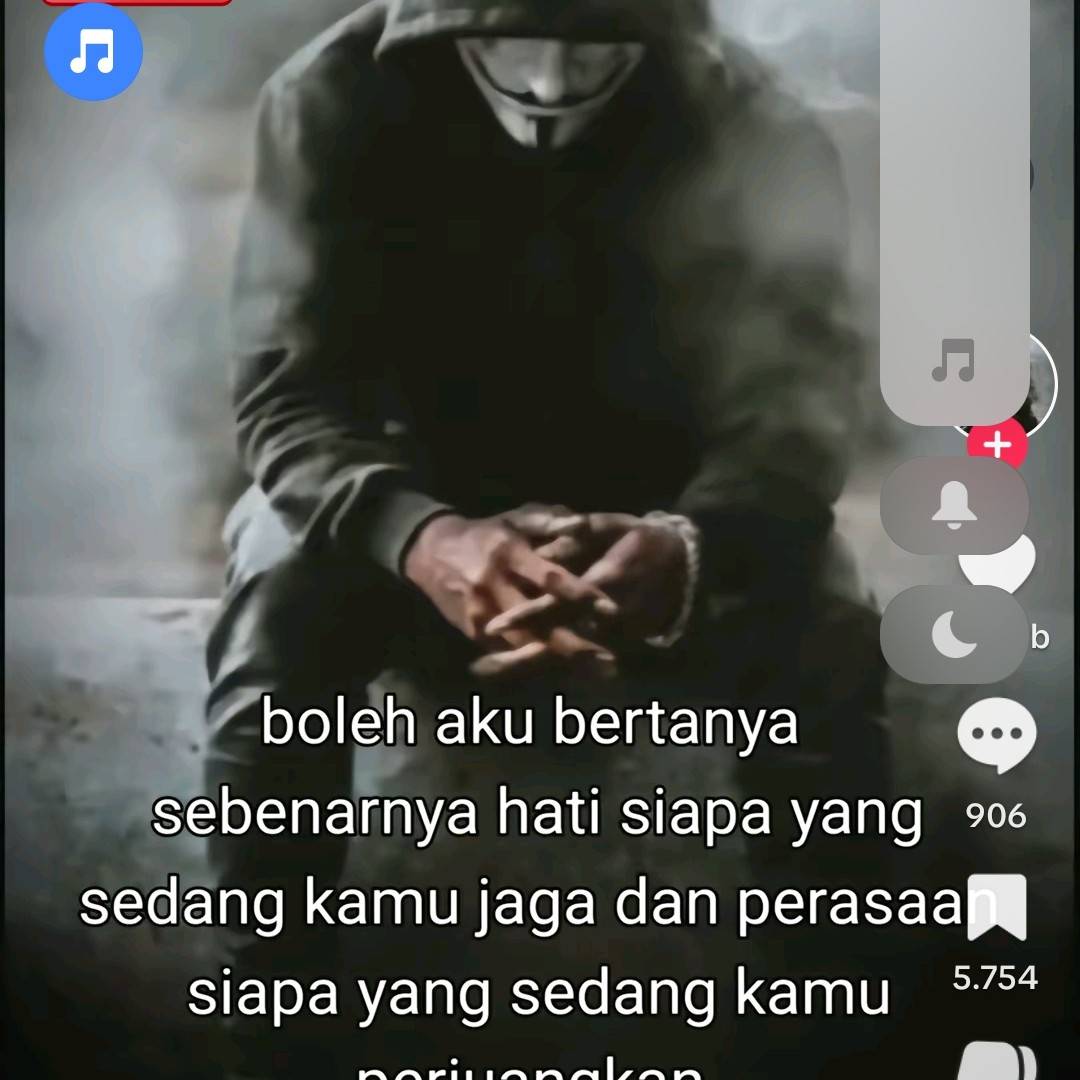 boleh aku bertanya
sebenarnya hati siapa yang
sedang kamu jaga dan perasaan
siapa yang sedang kamu
perjuangkan
b
906
5.754